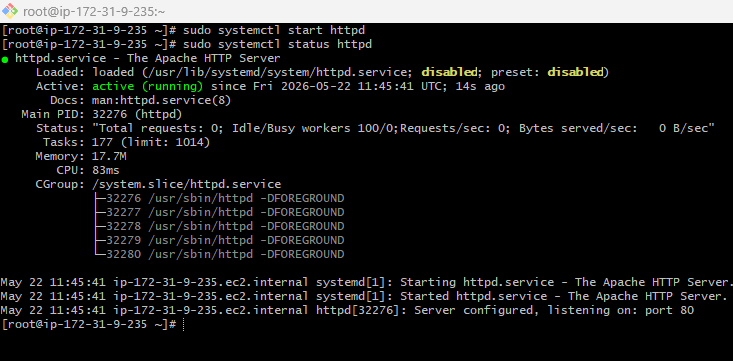 root@ip-172-31-9-235:~
[root@ip-172-31-9-235 ~]# sudo systemctl start httpd
[root@ip-172-31-9-235 ~]# sudo systemctl status httpd
● httpd.service - The Apache HTTP Server
     Loaded: loaded (/usr/lib/systemd/system/httpd.service; disabled; preset: disabled)
     Active: active (running) since Fri 2026-05-22 11:45:41 UTC; 14s ago
       Docs: man:httpd.service(8)
   Main PID: 32276 (httpd)
     Status: "Total requests: 0; Idle/Busy workers 100/0;Requests/sec: 0; Bytes served/sec:   0 B/sec"
      Tasks: 177 (limit: 1014)
     Memory: 17.7M
        CPU: 83ms
     CGroup: /system.slice/httpd.service
             ├─32276 /usr/sbin/httpd -DFOREGROUND
             ├─32277 /usr/sbin/httpd -DFOREGROUND
             ├─32278 /usr/sbin/httpd -DFOREGROUND
             ├─32279 /usr/sbin/httpd -DFOREGROUND
             └─32280 /usr/sbin/httpd -DFOREGROUND
May 22 11:45:41 ip-172-31-9-235.ec2.internal systemd[1]: Starting httpd.service - The Apache HTTP Server.
May 22 11:45:41 ip-172-31-9-235.ec2.internal systemd[1]: Started httpd.service - The Apache HTTP Server.
May 22 11:45:41 ip-172-31-9-235.ec2.internal httpd[32276]: Server configured, listening on: port 80
[root@ip-172-31-9-235 ~]#